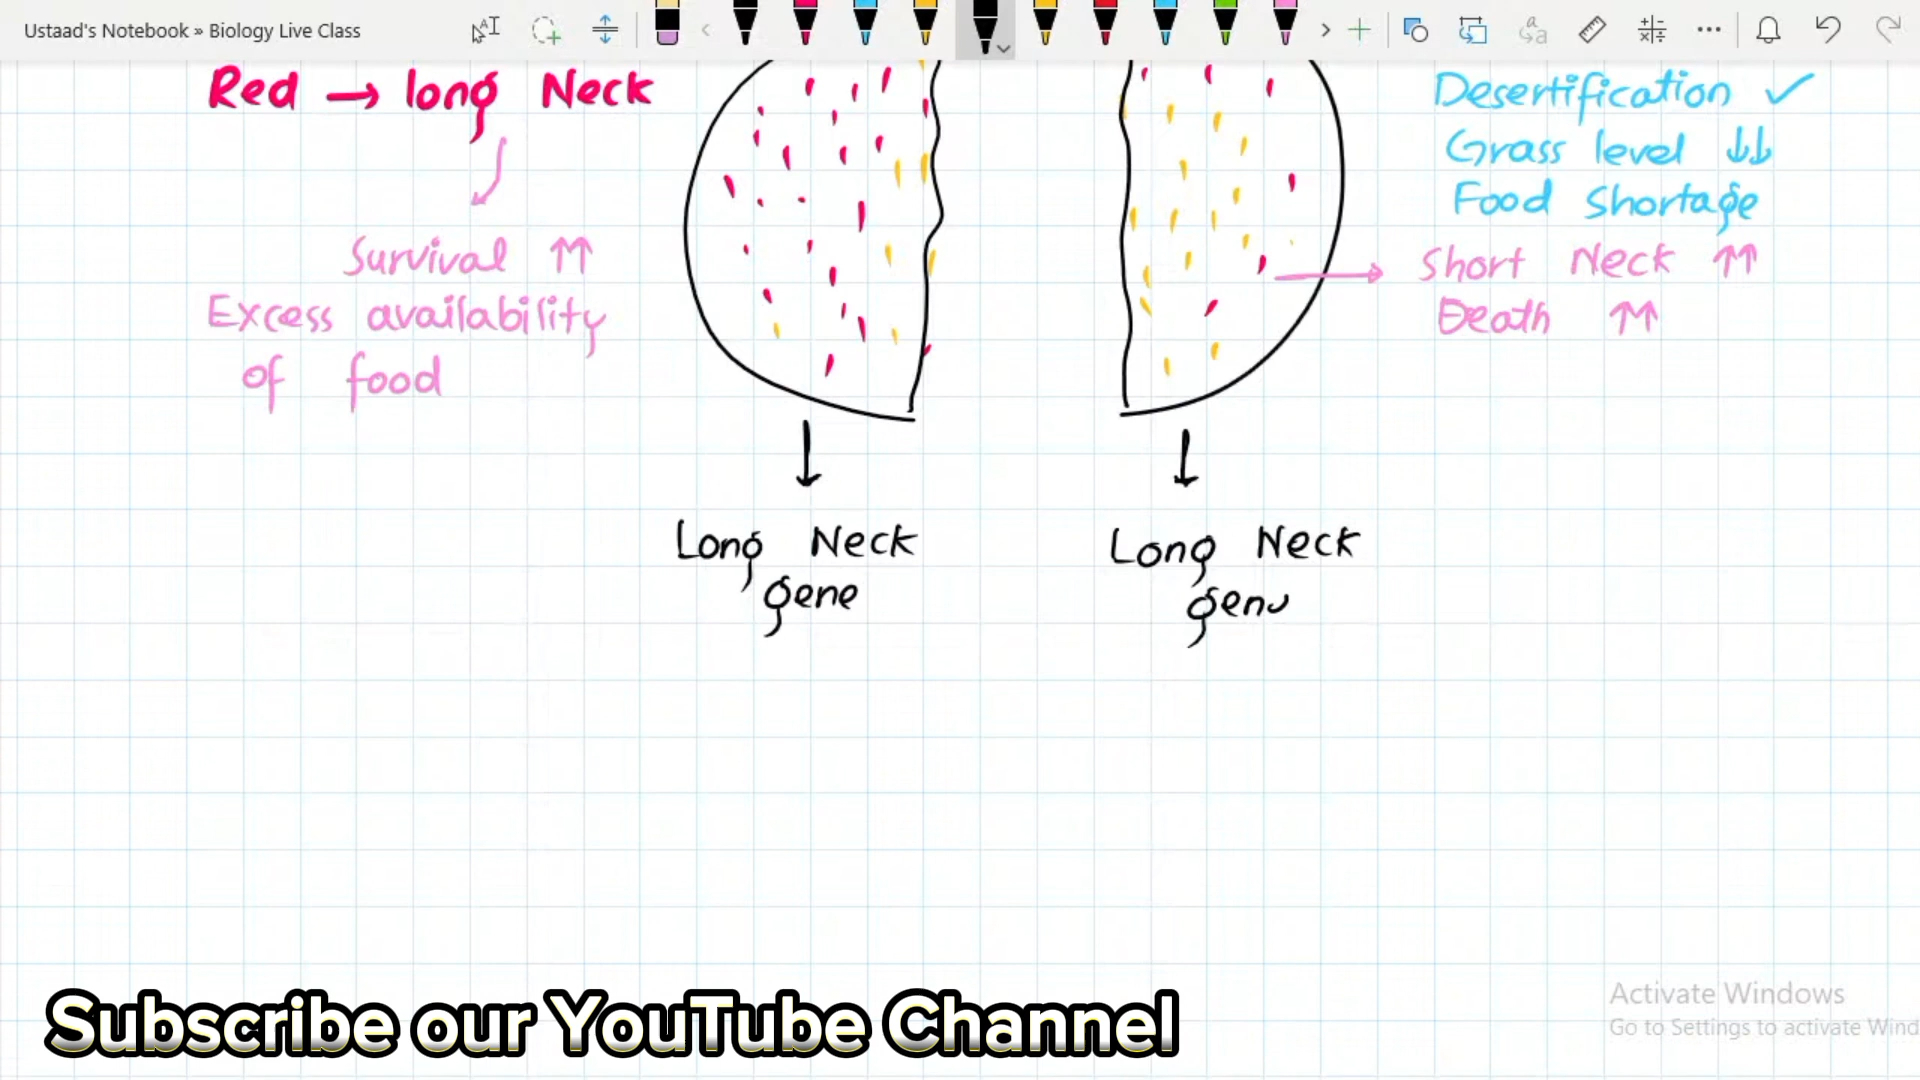 Ustaad's Notebook » Biology Live Class
Red → long Neck
Survival ↑↑
Excess availability
of food
Desertification ✓
Grass level ↓↓
Food Shortage
Short Neck ↑↑
Death ↑↑
Long Neck
gene
Long Neck
gen
Subscribe our YouTube Channel
Activate Windows
Go to Settings to activate Wind